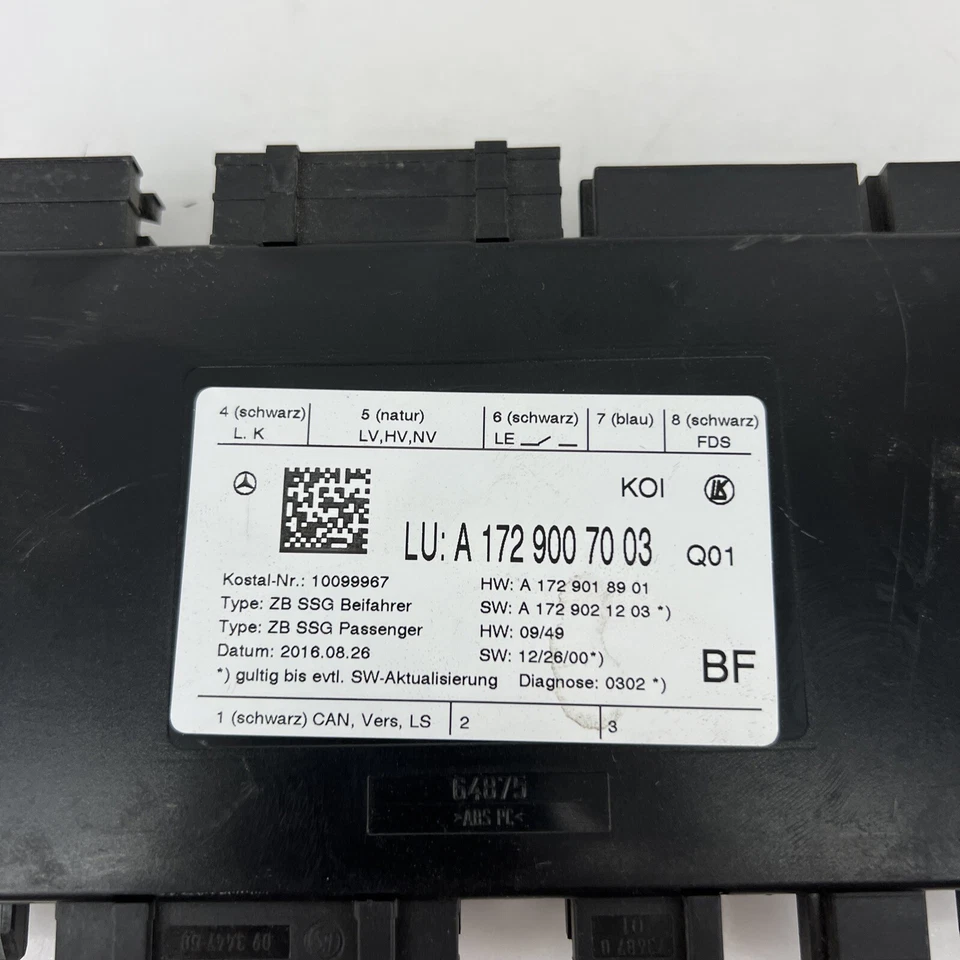 4 (schwarz) 5 (natur) 6 (schwarz) 7 (blau) 8 (schwarz)
L. K LV,HV,NV LE FDS
KOI LK
LU: A 172 900 70 03 Q01
Kostal-Nr.: 10099967 HW: A 172 901 89 01
Type: ZB SSG Beifahrer SW: A 172 902 12 03 *)
Type: ZB SSG Passenger HW: 09/49
Datum: 2016.08.26 SW: 12/26/00*)
BF
*) gultig bis evtl. SW-Aktualisierung Diagnose: 0302 *)
1 (schwarz) CAN, Vers, LS 2 3
64875
>ABS PC<